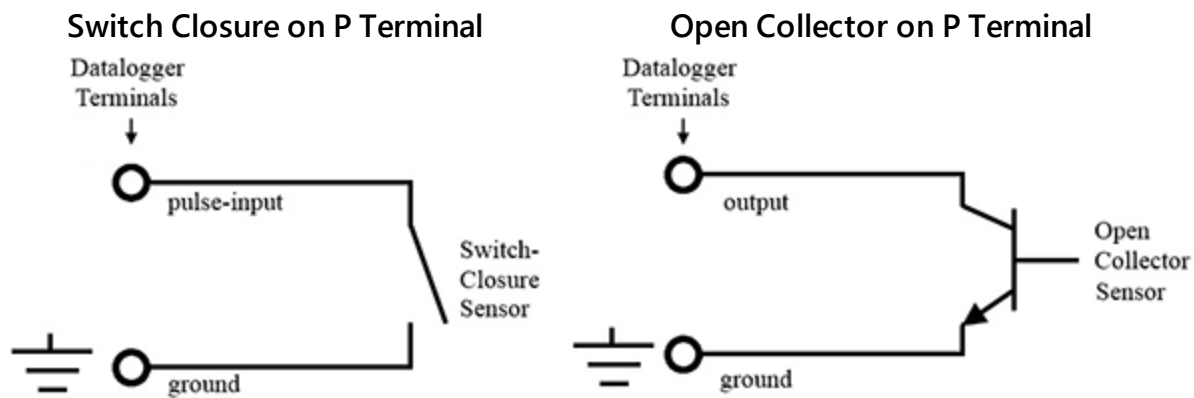 Switch Closure on P Terminal
Datalogger
Terminals
pulse-input
Switch-
Closure
Sensor
ground
Open Collector on P Terminal
Datalogger
Terminals
output
Open
Collector
Sensor
ground